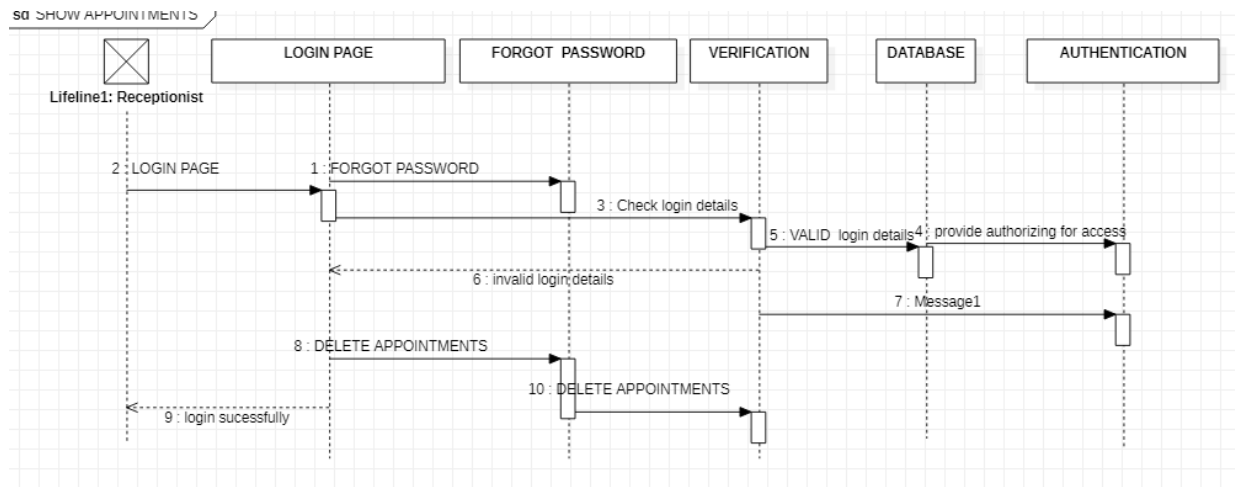 sd SHOW APPOINTMENTS
LOGIN PAGE
FORGOT PASSWORD
VERIFICATION
DATABASE
AUTHENTICATION
Lifeline1: Receptionist
2 : LOGIN PAGE
1 : FORGOT PASSWORD
3 : Check login details
5 : VALID login details
4 : provide authorizing for access
6 : invalid login details
7 : Message1
8 : DELETE APPOINTMENTS
10 : DELETE APPOINTMENTS
9 : login sucessfully